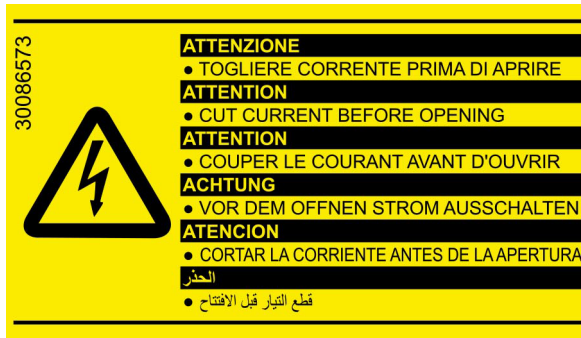 30086573
ATTENZIONE
● TOGLIERE CORRENTE PRIMA DI APRIRE
ATTENTION
● CUT CURRENT BEFORE OPENING
ATTENTION
● COUPER LE COURANT AVANT D'OUVRIR
ACHTUNG
● VOR DEM OFFNEN STROM AUSSCHALTEN
ATENCION
● CORTAR LA CORRIENTE ANTES DE LA APERTURA
الحذر
● قطع التيار قبل الافتتاح